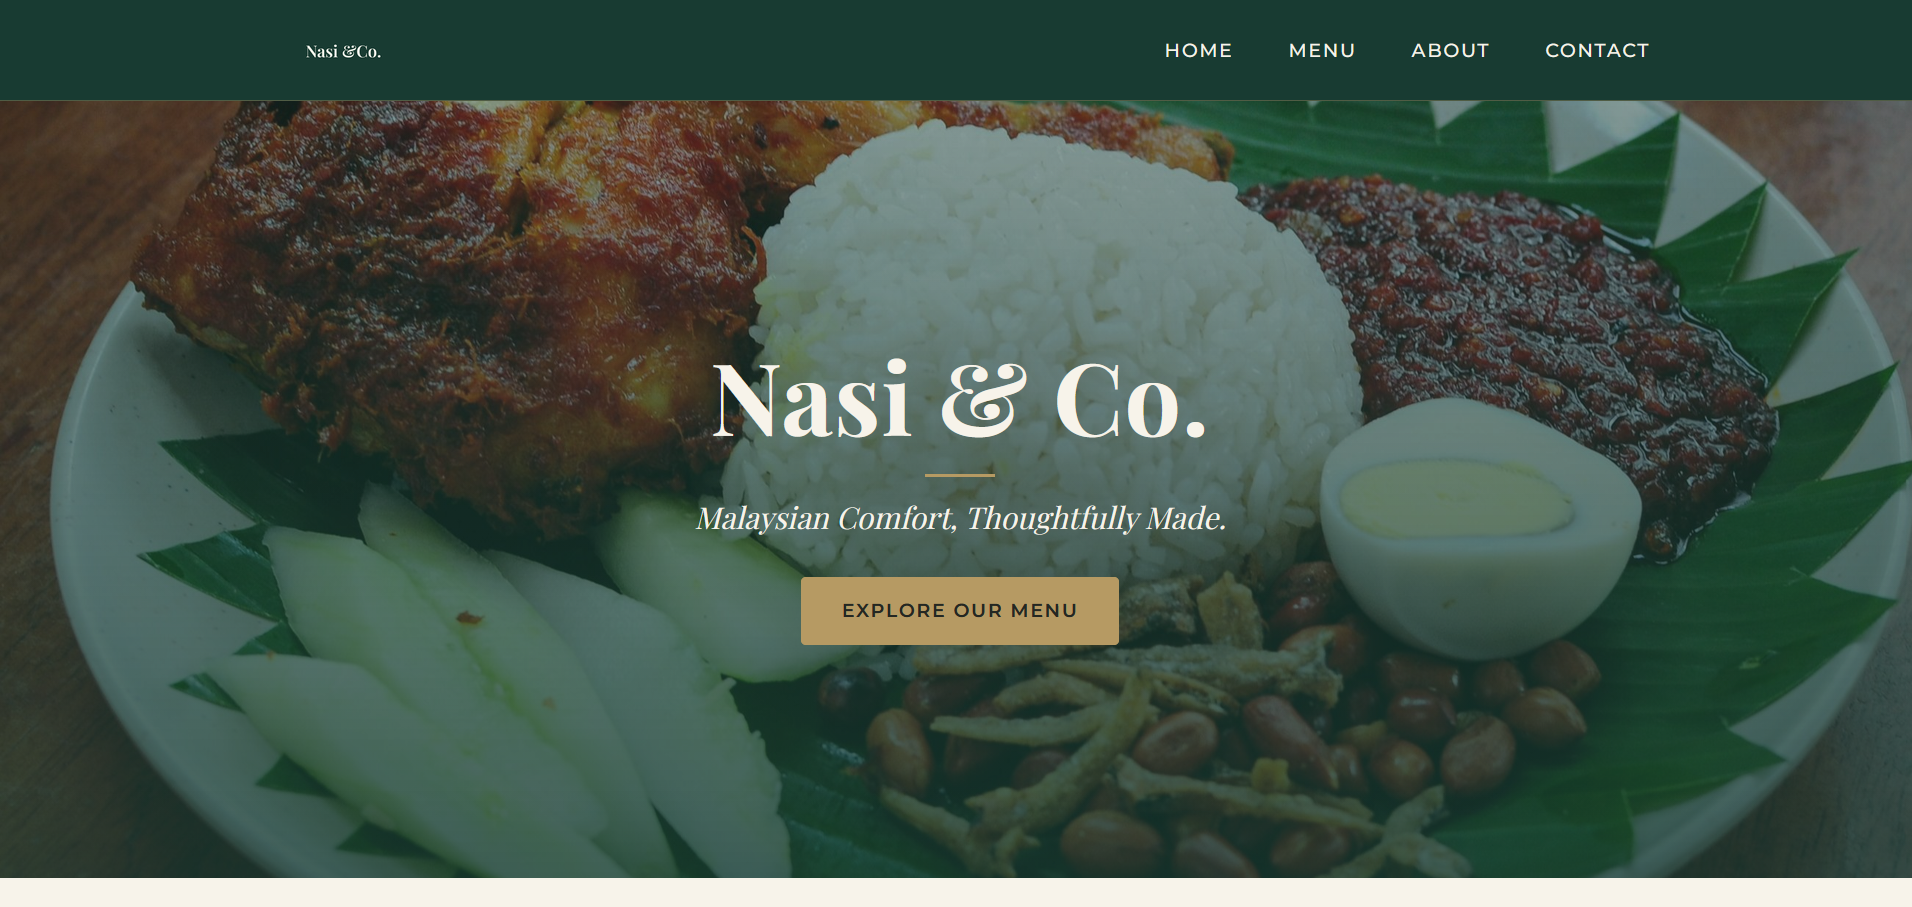 Nasi &Co.
HOME MENU ABOUT CONTACT
Nasi & Co.
Malaysian Comfort, Thoughtfully Made.
EXPLORE OUR MENU